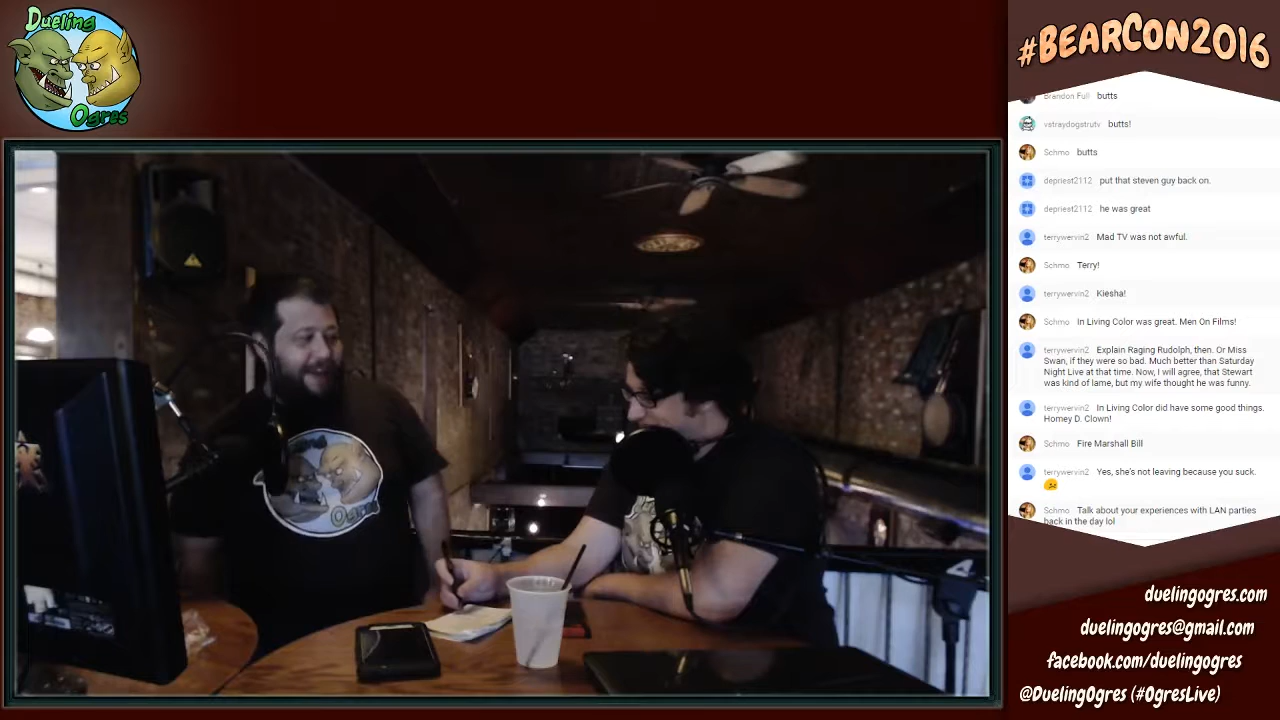 Dueling
Ogres
#BEARCON2016
Brandon Full butts
vstraydogstrutv butts!
Schmo butts
depriest2112 put that steven guy back on.
depriest2112 he was great
terrywervin2 Mad TV was not awful.
Schmo Terry!
terrywervin2 Kiesha!
Schmo In Living Color was great. Men On Films!
terrywervin2 Explain Raging Rudolph, then. Or Miss
Swan, if they were so bad. Much better than Saturday
Night Live at that time. Now, I will agree, that Stewart
was kind of lame, but my wife thought he was funny.
terrywervin2 In Living Color did have some good things.
Homey D. Clown!
Schmo Fire Marshall Bill
terrywervin2 Yes, she's not leaving because you suck.
Schmo Talk about your experiences with LAN parties
back in the day lol
Ogres
duelingogres.com
duelingogres@gmail.com
facebook.com/duelingogres
@DuelingOgres (#OgresLive)